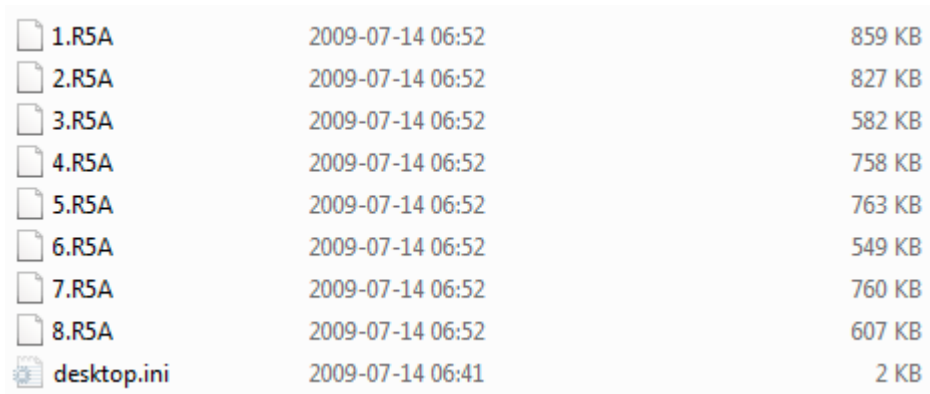 1.R5A 2009-07-14 06:52 859 KB
2.R5A 2009-07-14 06:52 827 KB
3.R5A 2009-07-14 06:52 582 KB
4.R5A 2009-07-14 06:52 758 KB
5.R5A 2009-07-14 06:52 763 KB
6.R5A 2009-07-14 06:52 549 KB
7.R5A 2009-07-14 06:52 760 KB
8.R5A 2009-07-14 06:52 607 KB
desktop.ini 2009-07-14 06:41 2 KB